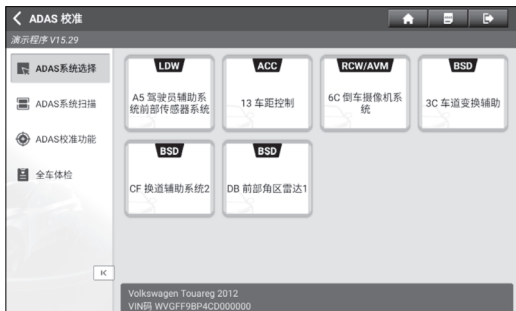 ADAS 校准
演示程序 V15.29
ADAS系统选择
ADAS系统扫描
ADAS校准功能
全车体检
LDW
A5 驾驶员辅助系
统前部传感器系统
ACC
13 车距控制
RCW/AVM
6C 倒车摄像机系
统
BSD
3C 车道变换辅助
BSD
CF 换道辅助系统2
BSD
DB 前部角区雷达1
Volkswagen Touareg 2012
VIN码 WVGFF9BP4CD000000